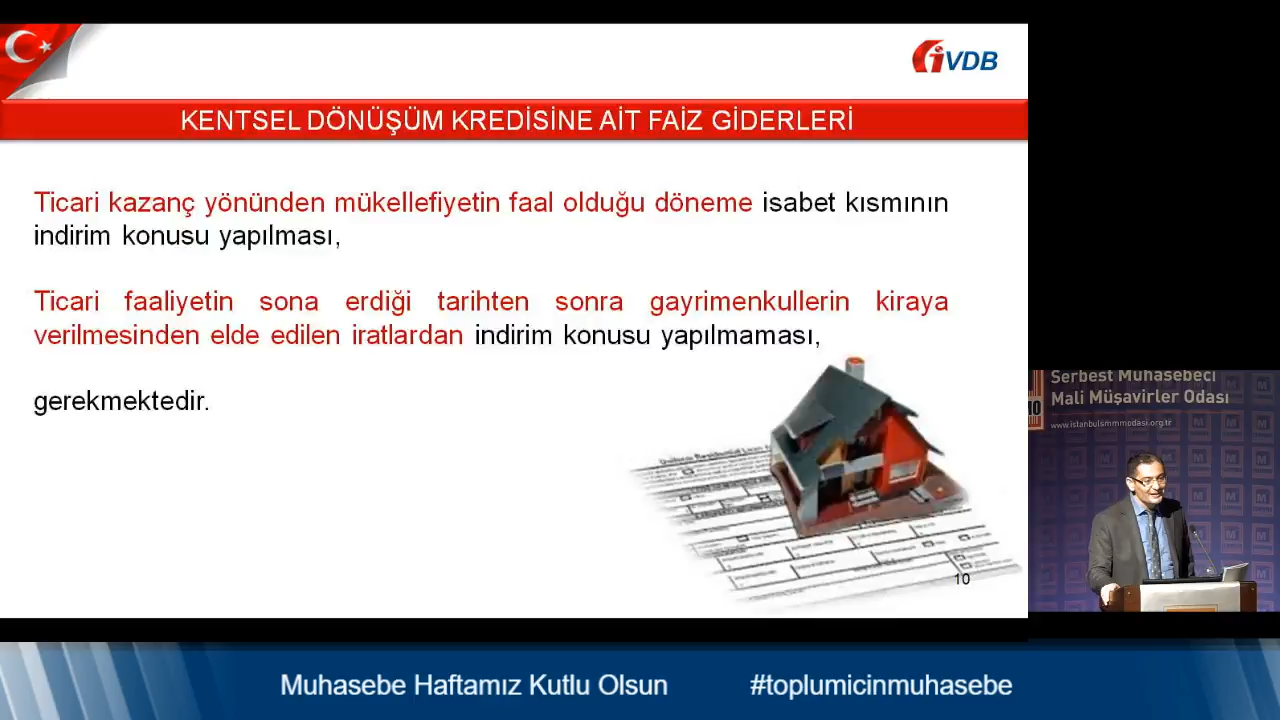 iVDB
KENTSEL DÖNÜŞÜM KREDİSİNE AİT FAİZ GİDERLERİ
Ticari kazanç yönünden mükellefiyetin faal olduğu döneme isabet kısmının
indirim konusu yapılması,
Ticari faaliyetin sona erdiği tarihten sonra gayrimenkullerin kiraya
verilmesinden elde edilen iratlardan indirim konusu yapılmaması,
gerekmektedir.
10
Serbest Muhasebeci
Mali Müşavirler Odası
www.istanbulsmmmodasi.org.tr
Muhasebe Haftamız Kutlu Olsun
#toplumicinmuhasebe